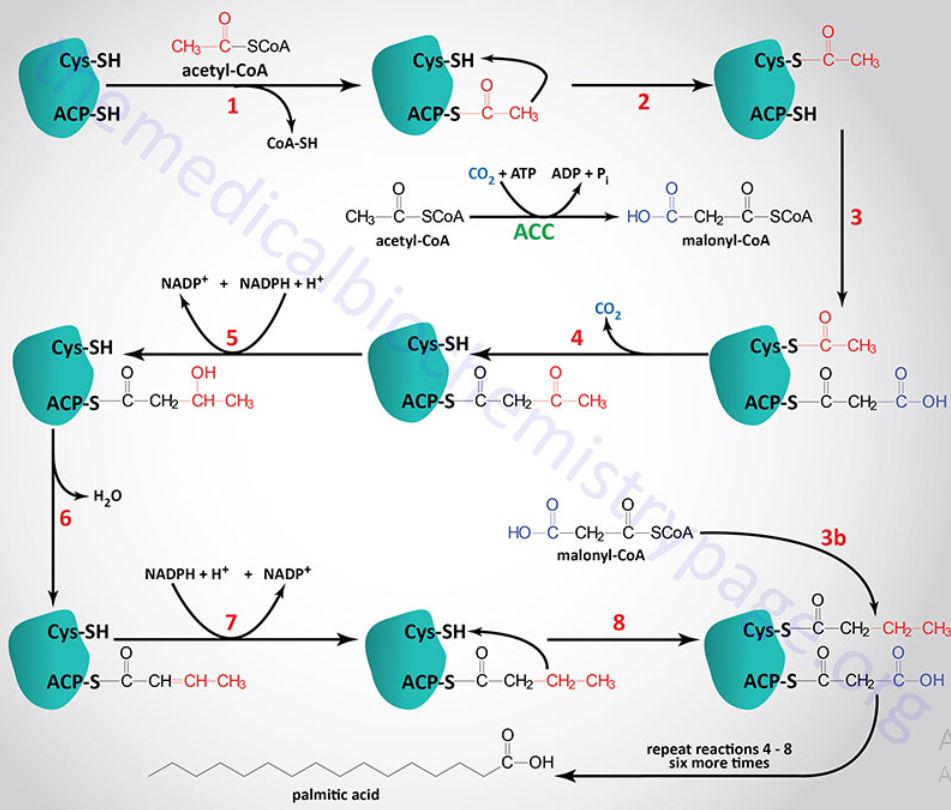 O
CH₃—C—SCoA
acetyl-CoA
1
CoA-SH
Cys-SH
ACP-SH
Cys-SH
O
ACP-S—C—CH₃
2
O
Cys-S—C—CH₃
ACP-SH
CO₂ + ATP ADP + Pᵢ
O
CH₃—C—SCoA
acetyl-CoA
ACC
O O
HO—C—CH₂—C—SCoA
malonyl-CoA
3
NADP⁺ + NADPH + H⁺
5
CO₂
4
Cys-SH
O OH
ACP-S—C—CH₂—CH—CH₃
Cys-SH
O O
ACP-S—C—CH₂—C—CH₃
O
Cys-S—C—CH₃
O O
ACP-S—C—CH₂—C—OH
H₂O
6
O O
HO—C—CH₂—C—SCoA
malonyl-CoA
3b
NADPH + H⁺ + NADP⁺
7
8
Cys-SH
O
ACP-S—C—CH=CH—CH₃
Cys-SH
O
ACP-S—C—CH₂—CH₂—CH₃
O
Cys-S—C—CH₂—CH₂—CH₃
O O
ACP-S—C—CH₂—C—OH
repeat reactions 4 - 8
six more times
O
C—OH
palmitic acid
themedicalbiochemistrypage.org